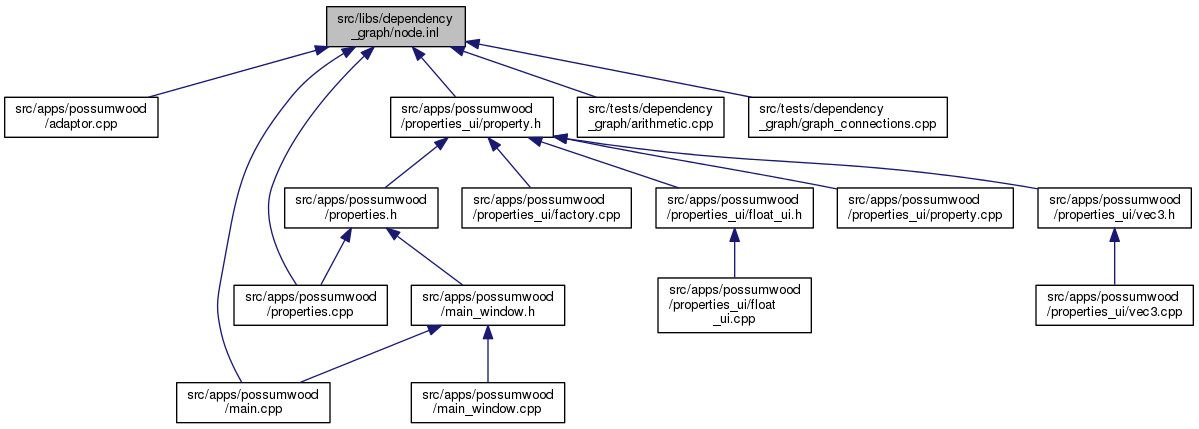 src/libs/dependency
_graph/node.inl
src/apps/possumwood
/adaptor.cpp
src/apps/possumwood
/properties_ui/property.h
src/tests/dependency
_graph/arithmetic.cpp
src/tests/dependency
_graph/graph_connections.cpp
src/apps/possumwood
/properties.h
src/apps/possumwood
/properties_ui/factory.cpp
src/apps/possumwood
/properties_ui/float_ui.h
src/apps/possumwood
/properties_ui/property.cpp
src/apps/possumwood
/properties_ui/vec3.h
src/apps/possumwood
/properties.cpp
src/apps/possumwood
/main_window.h
src/apps/possumwood
/properties_ui/float
_ui.cpp
src/apps/possumwood
/properties_ui/vec3.cpp
src/apps/possumwood
/main.cpp
src/apps/possumwood
/main_window.cpp